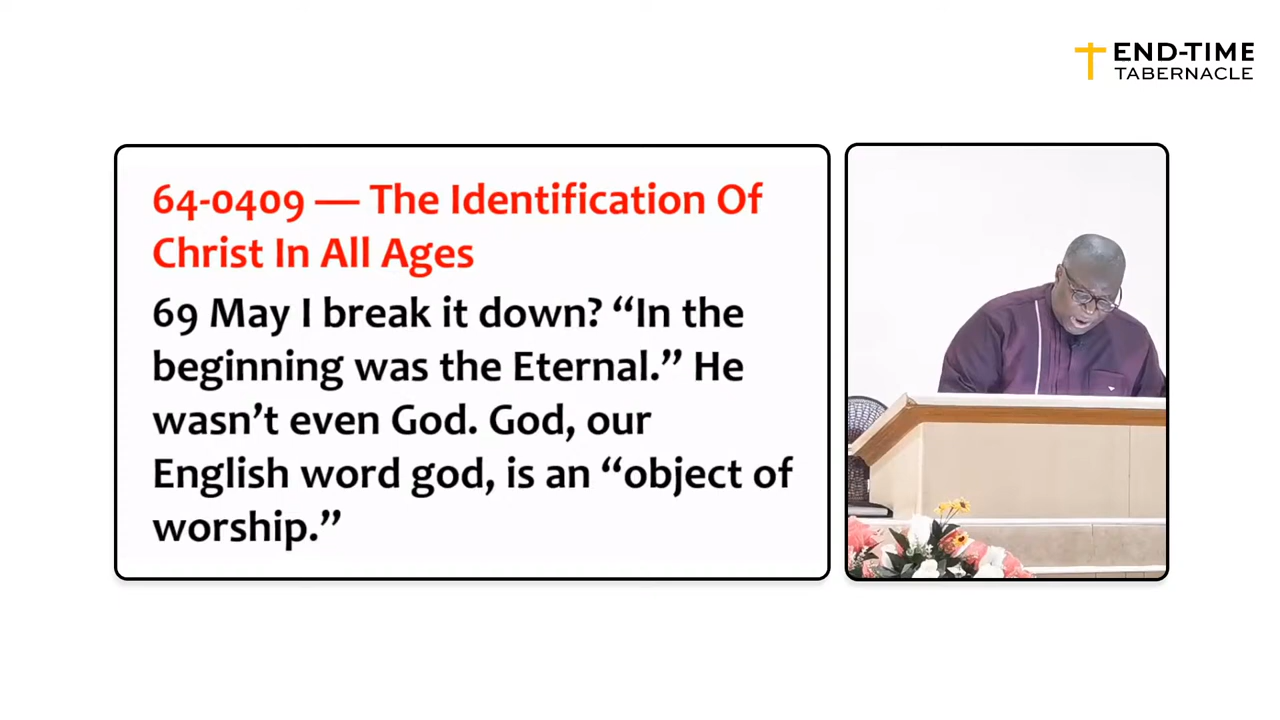 END-TIME
TABERNACLE
64-0409 — The Identification Of
Christ In All Ages
69 May I break it down? “In the
beginning was the Eternal.” He
wasn’t even God. God, our
English word god, is an “object of
worship.”